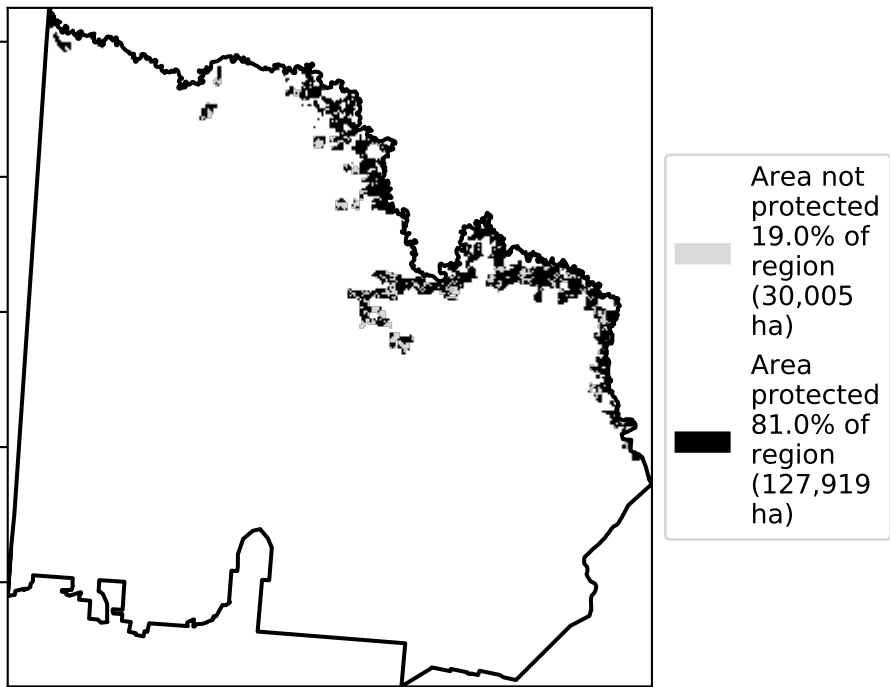 Area not
protected
19.0% of
region
(30,005
ha)
Area
protected
81.0% of
region
(127,919
ha)